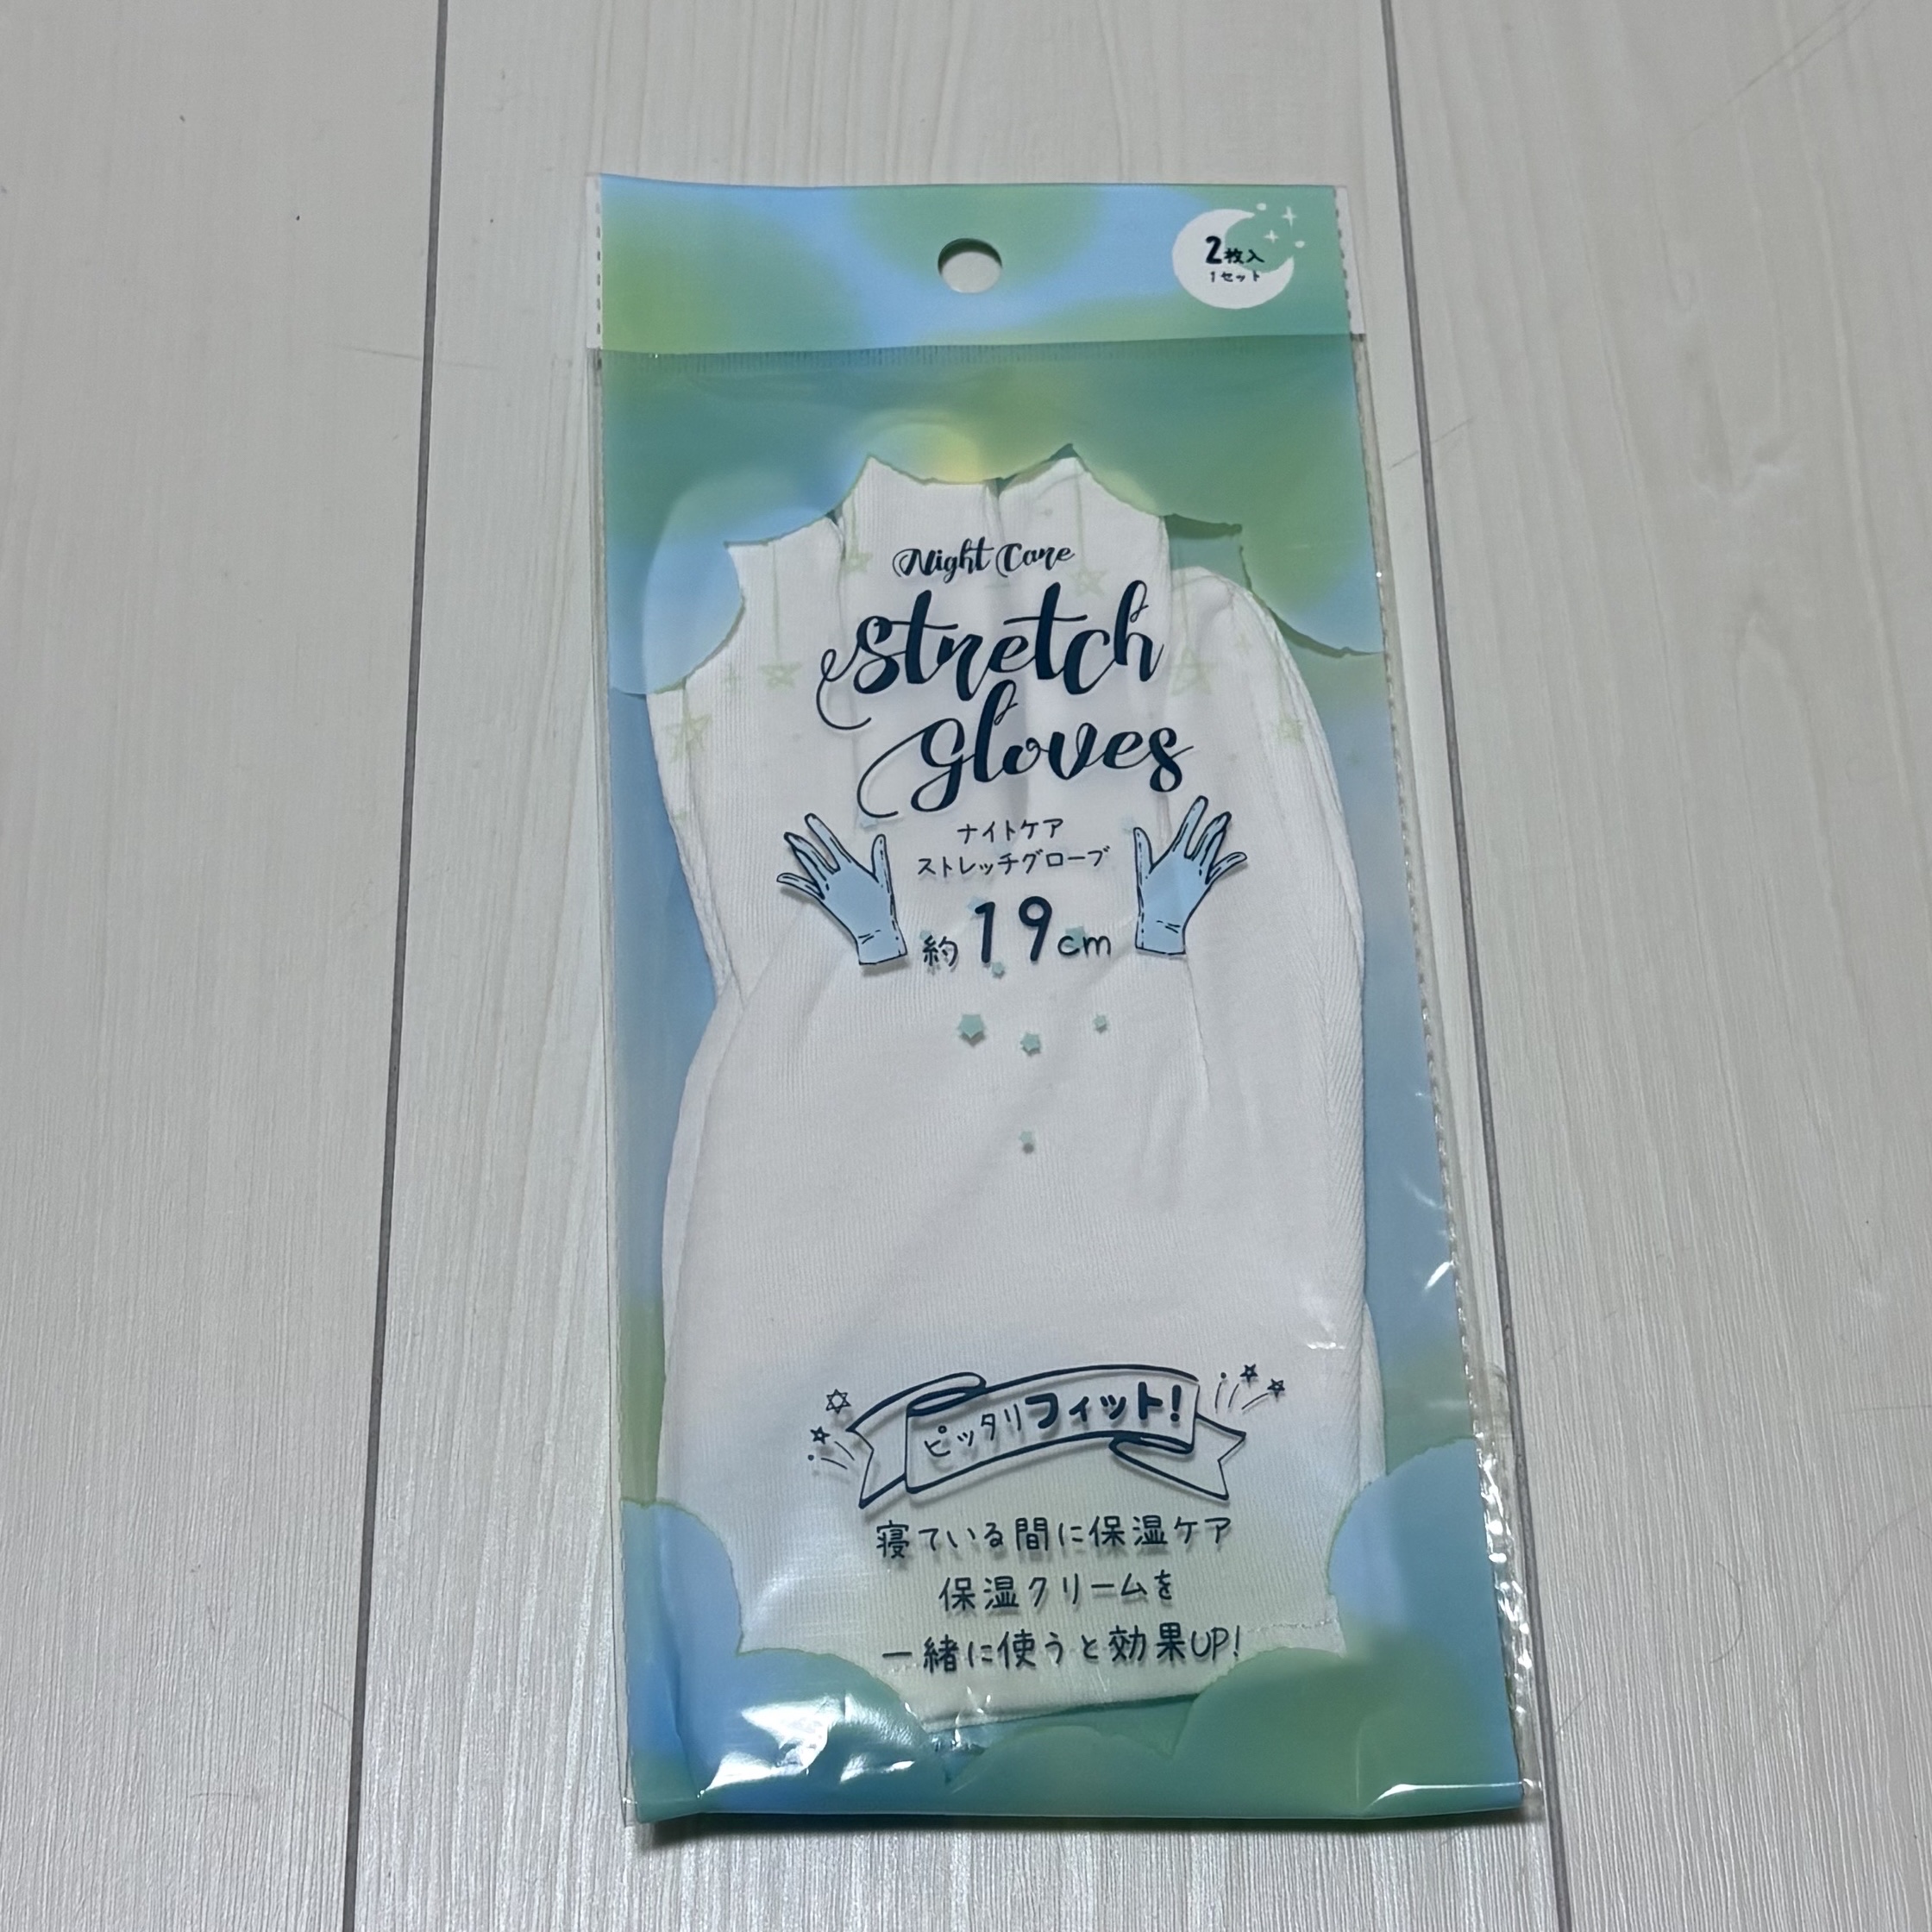 2枚入
1セット
Night Care
Stretch
Gloves
ナイトケア
ストレッチグローブ
約19cm
ピッタリフィット!
寝ている間に保湿ケア
保湿クリームを
一緒に使うと効果UP!